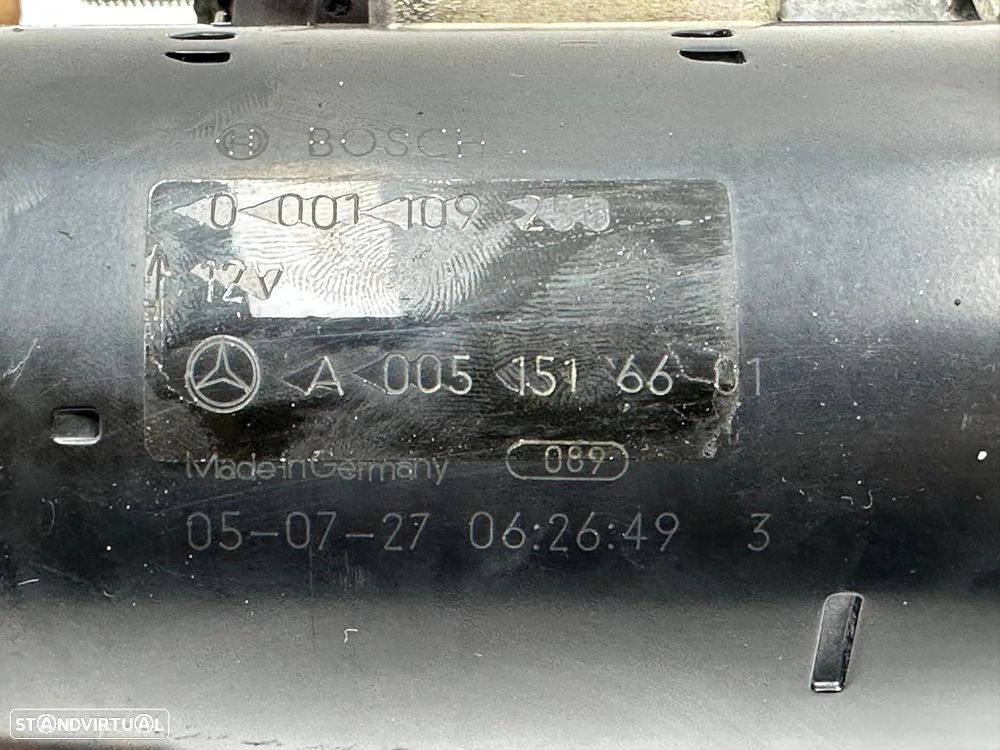 BOSCH
0 001 109 250
12V
A 005 151 66 01
Made in Germany 089
05-07-27 06:26:49 3
STANDVIRTUAL